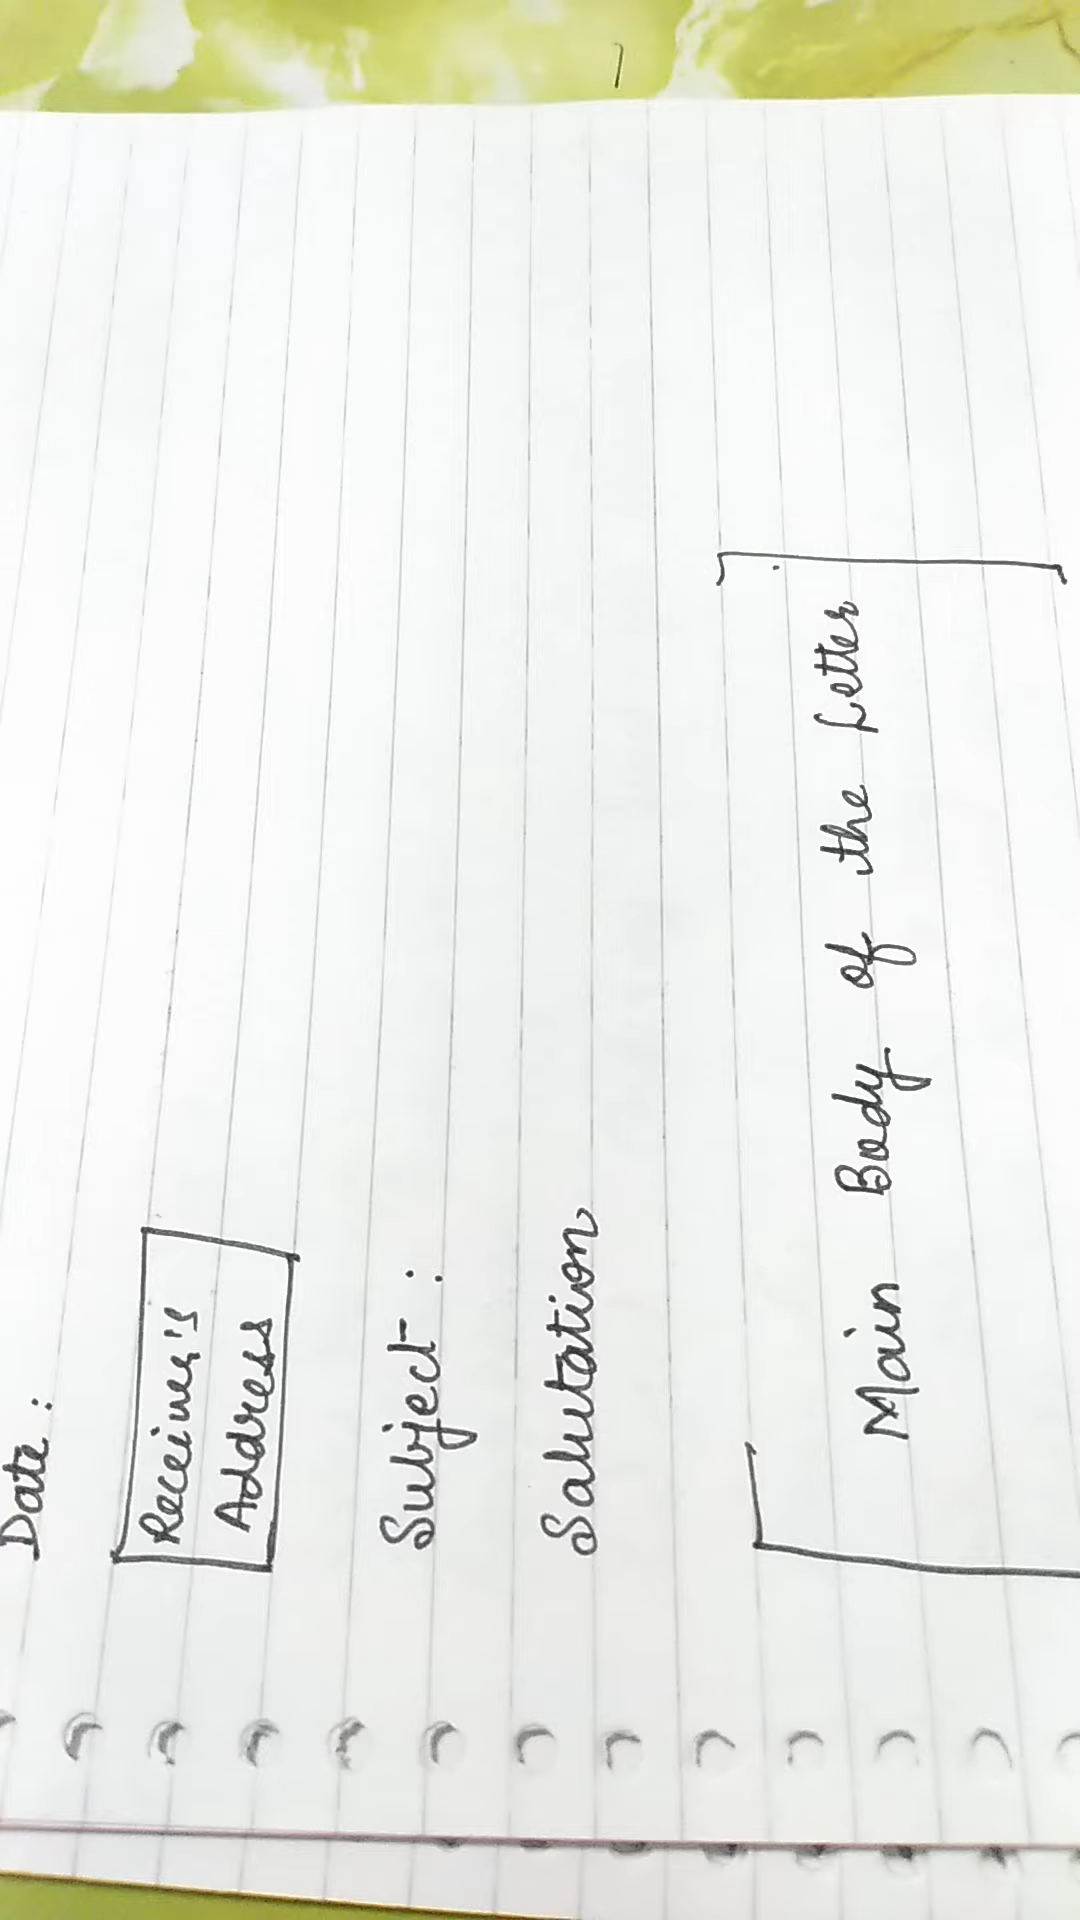 Date :
Receiver's
Address
Subject :
Salutation
Main Body of the Letter